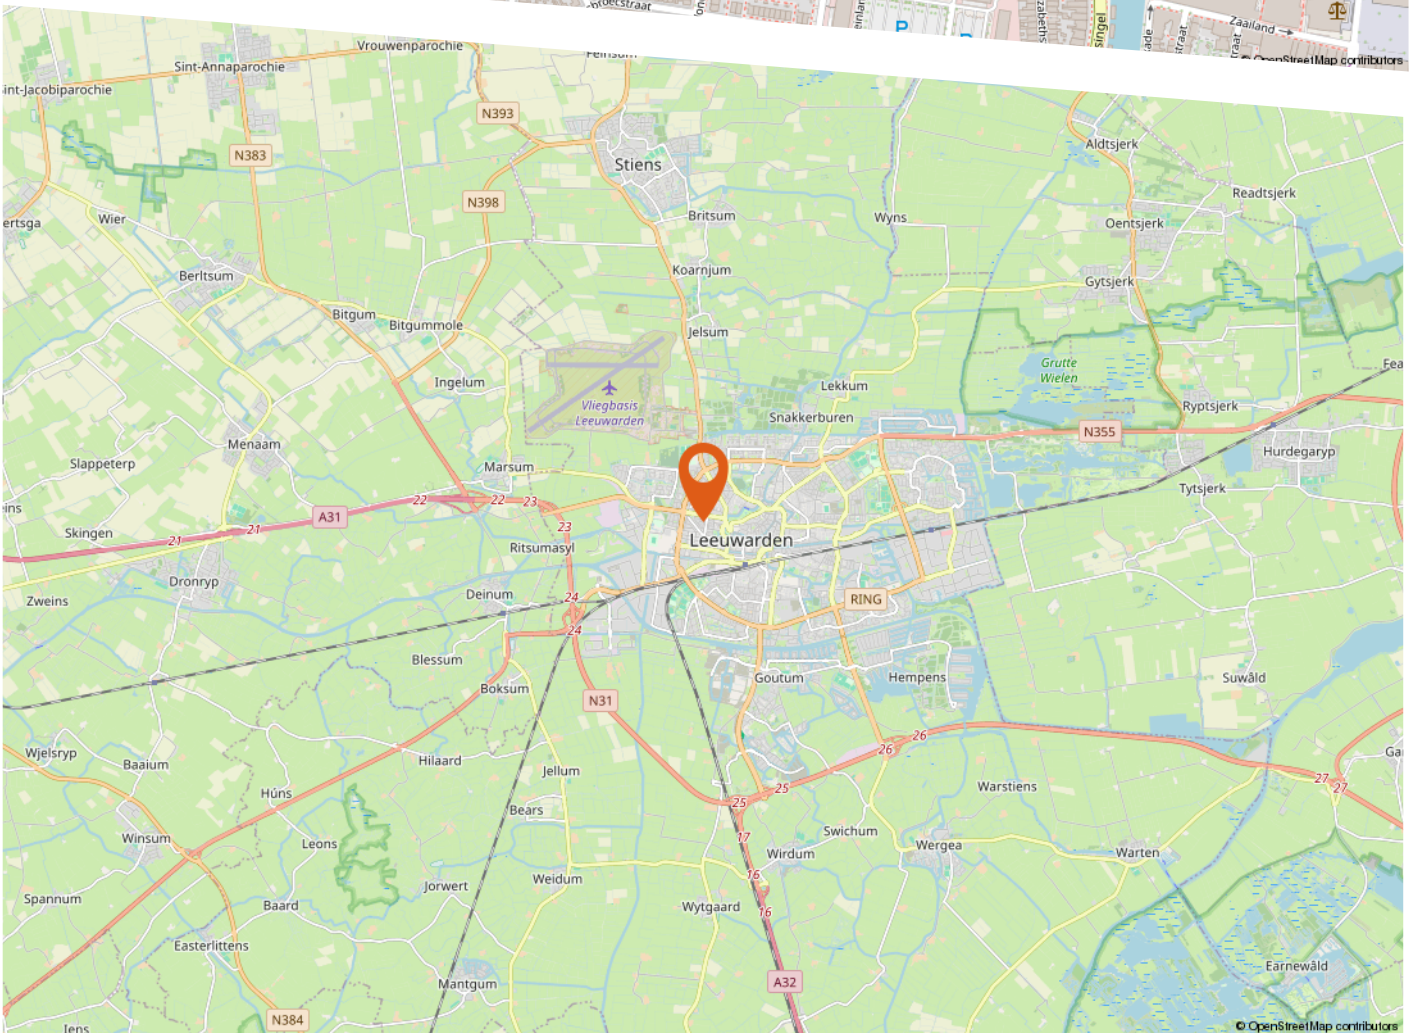 Zaailand
P
© OpenStreetMap contributors
Vrouwenparochie
Sint-Annaparochie
N393
N383
Stiens
Aldtsjerk
Readtsjerk
N398
Britsum
Wyns
Wier
Oentsjerk
Koarnjum
Berltsum
Gytsjerk
Bitgum
Bitgummole
Jelsum
Grutte
Wielen
Ingelum
Lekkum
Vliegbasis
Leeuwarden
Snakkerburen
Ryptsjerk
N355
Menaam
Hurdegaryp
Slappeterp
Marsum
Tytsjerk
22
22
23
A31
Skingen
21
21
23
Leeuwarden
Ritsumasyl
Dronryp
Deinum
Zweins
24
RING
24
Blessum
Goutum
Hempens
Suwâld
Boksum
N31
26
26
Wjelsryp
Baaium
Hilaard
Jellum
27
27
Húns
25
25
Warstiens
Bears
Winsum
Leons
17
Swichum
Wergea
Wirdum
Warten
16
Weidum
Jorwert
Spannum
Baard
Wytgaard
16
Easterlittens
Earnewâld
Mantgum
A32
N384
© OpenStreetMap contributors